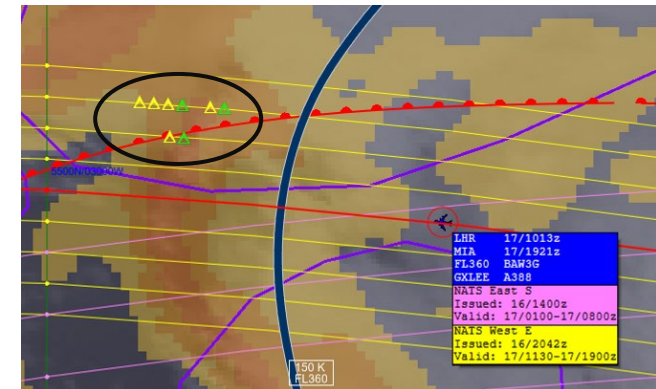 5500N/03000W
LHR 17/1013z
MIA 17/1921z
FL360 BAW3G
GXLEE A388
NATS East S
Issued: 16/1400z
Valid: 17/0100-17/0800z
NATS West E
Issued: 16/2042z
Valid: 17/1130-17/1900z
150 K
FL360